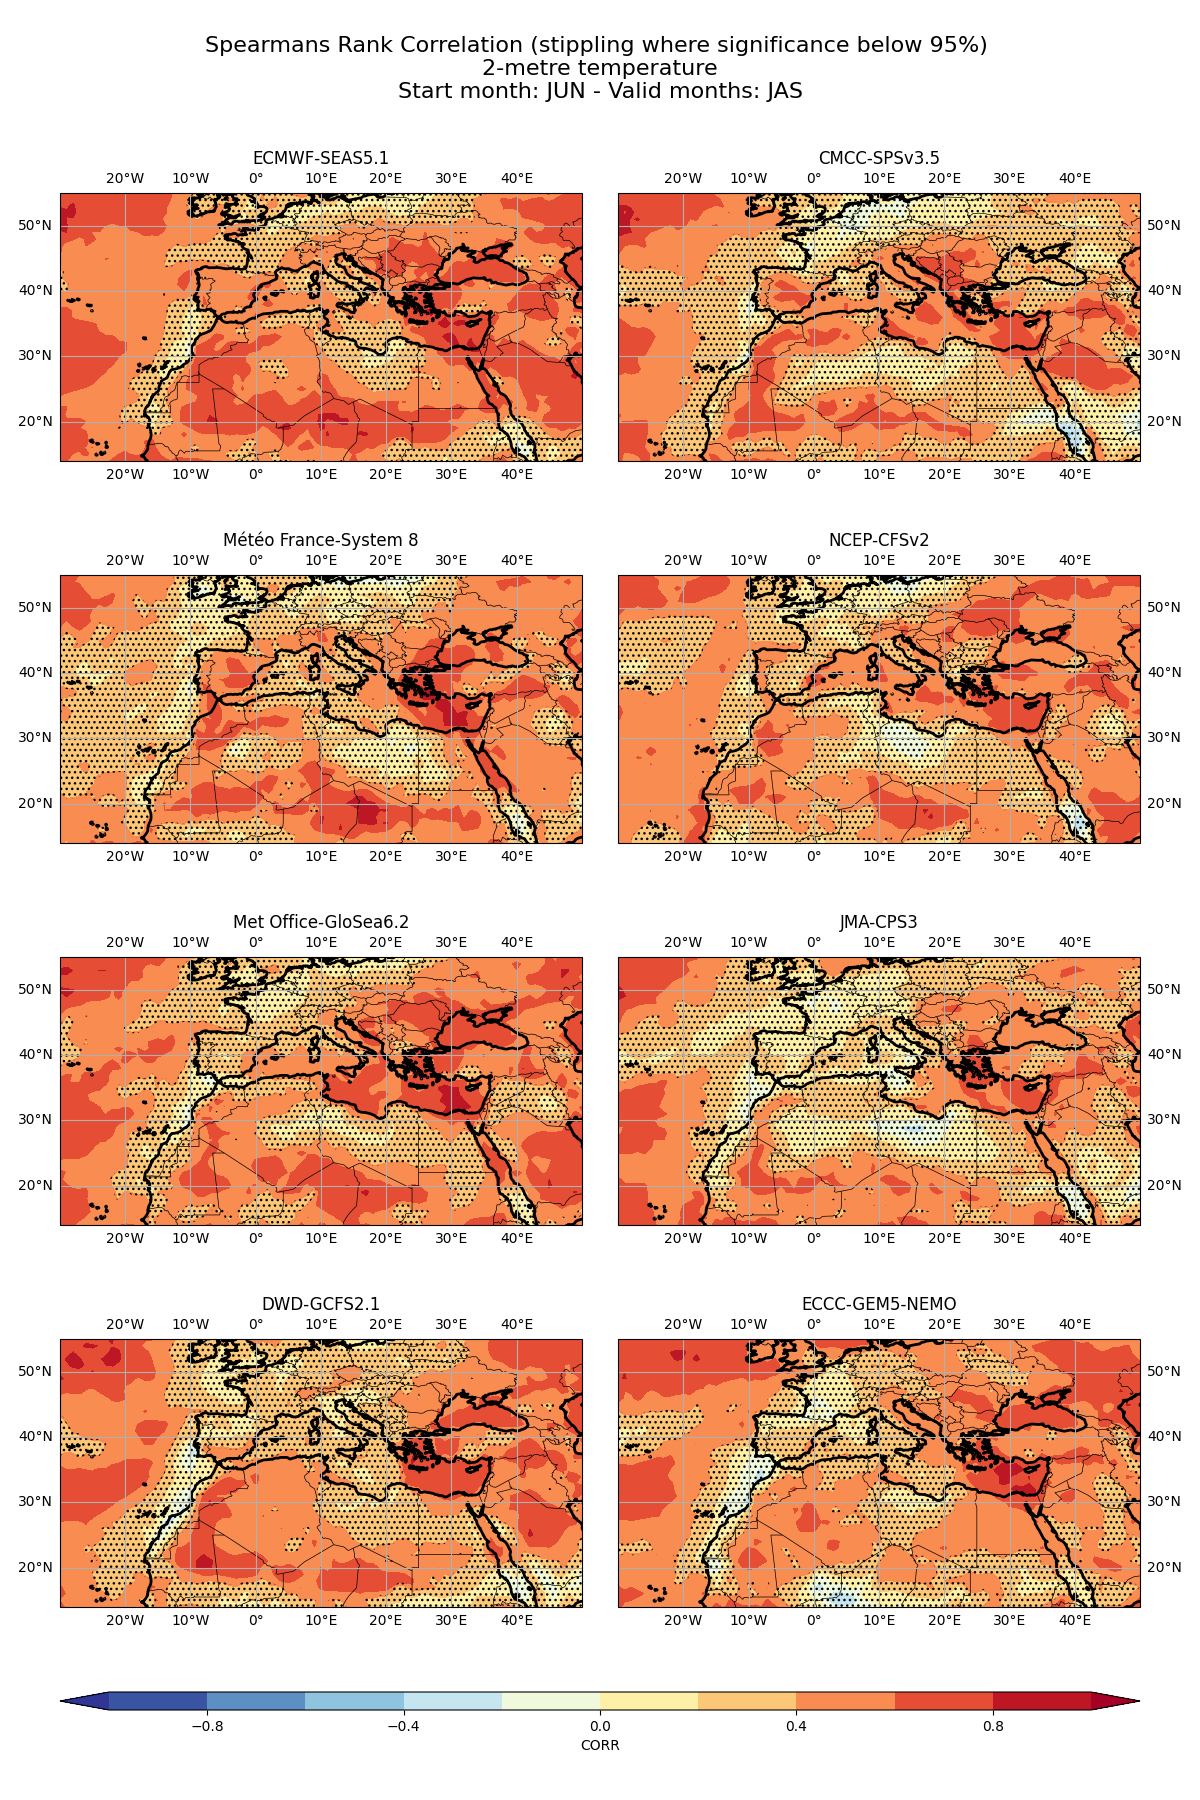 Spearmans Rank Correlation (stippling where significance below 95%)
2-metre temperature
Start month: JUN - Valid months: JAS
ECMWF-SEAS5.1 CMCC-SPSv3.5
20°W 10°W 0° 10°E 20°E 30°E 40°E 20°W 10°W 0° 10°E 20°E 30°E 40°E
50°N 50°N
40°N 40°N
30°N 30°N
20°N 20°N
20°W 10°W 0° 10°E 20°E 30°E 40°E 20°W 10°W 0° 10°E 20°E 30°E 40°E
Météo France-System 8 NCEP-CFSv2
20°W 10°W 0° 10°E 20°E 30°E 40°E 20°W 10°W 0° 10°E 20°E 30°E 40°E
50°N 50°N
40°N 40°N
30°N 30°N
20°N 20°N
20°W 10°W 0° 10°E 20°E 30°E 40°E 20°W 10°W 0° 10°E 20°E 30°E 40°E
Met Office-GloSea6.2 JMA-CPS3
20°W 10°W 0° 10°E 20°E 30°E 40°E 20°W 10°W 0° 10°E 20°E 30°E 40°E
50°N 50°N
40°N 40°N
30°N 30°N
20°N 20°N
20°W 10°W 0° 10°E 20°E 30°E 40°E 20°W 10°W 0° 10°E 20°E 30°E 40°E
DWD-GCFS2.1 ECCC-GEM5-NEMO
20°W 10°W 0° 10°E 20°E 30°E 40°E 20°W 10°W 0° 10°E 20°E 30°E 40°E
50°N 50°N
40°N 40°N
30°N 30°N
20°N 20°N
20°W 10°W 0° 10°E 20°E 30°E 40°E 20°W 10°W 0° 10°E 20°E 30°E 40°E
−0.8 −0.4 0.0 0.4 0.8
CORR